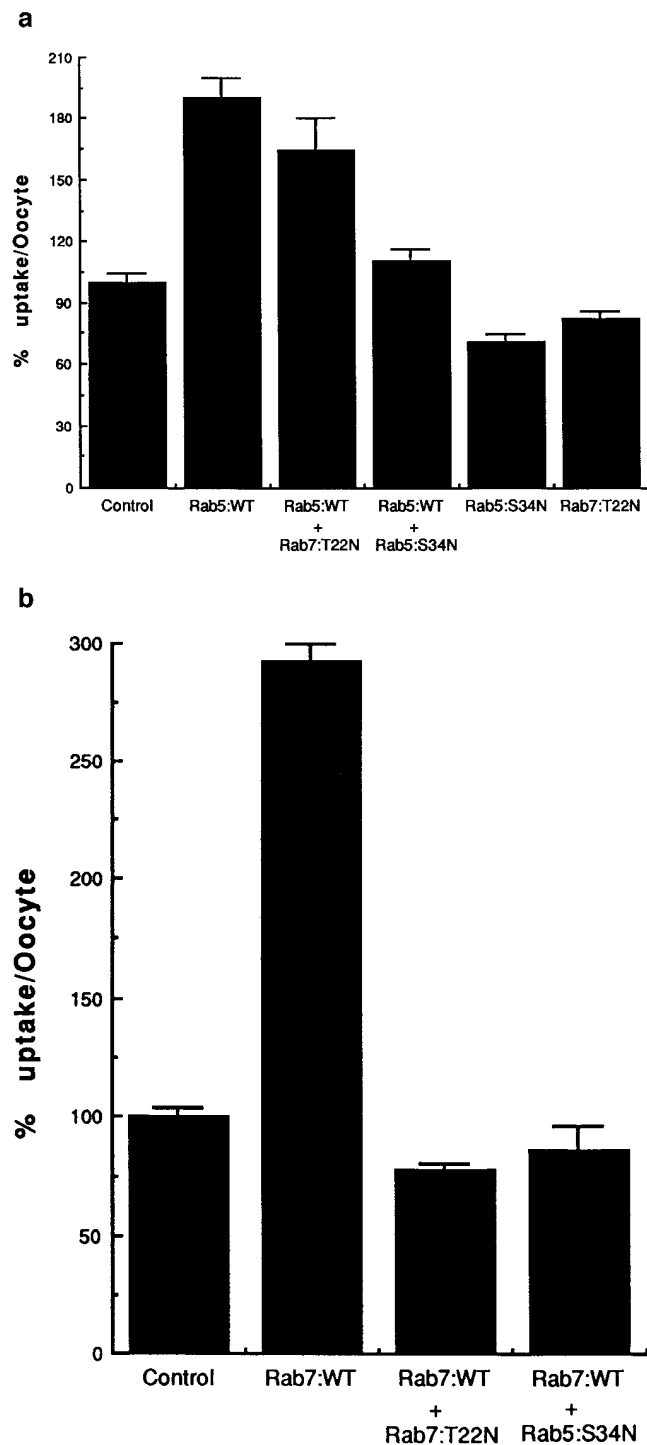 a
% uptake/Oocyte
210
180
150
120
90
60
30
0
Control
Rab5:WT
Rab5:WT
+
Rab7:T22N
Rab5:WT
+
Rab5:S34N
Rab5:S34N
Rab7:T22N
b
% uptake/Oocyte
300
250
200
150
100
50
0
Control
Rab7:WT
Rab7:WT
+
Rab7:T22N
Rab7:WT
+
Rab5:S34N